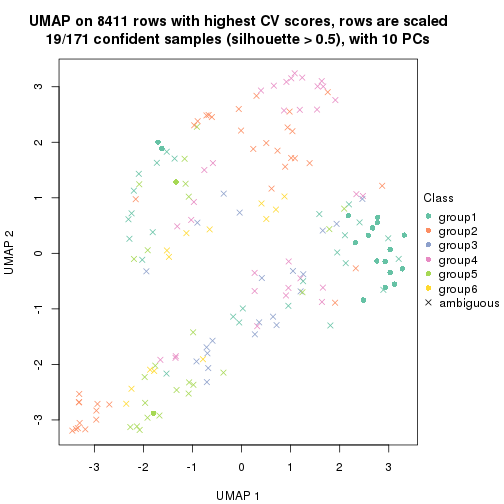 UMAP on 8411 rows with highest CV scores, rows are scaled
19/171 confident samples (silhouette > 0.5), with 10 PCs
3
2
1
0
-1
-2
-3
UMAP 2
-3 -2 -1 0 1 2 3
UMAP 1
Class
group1
group2
group3
group4
group5
group6
ambiguous